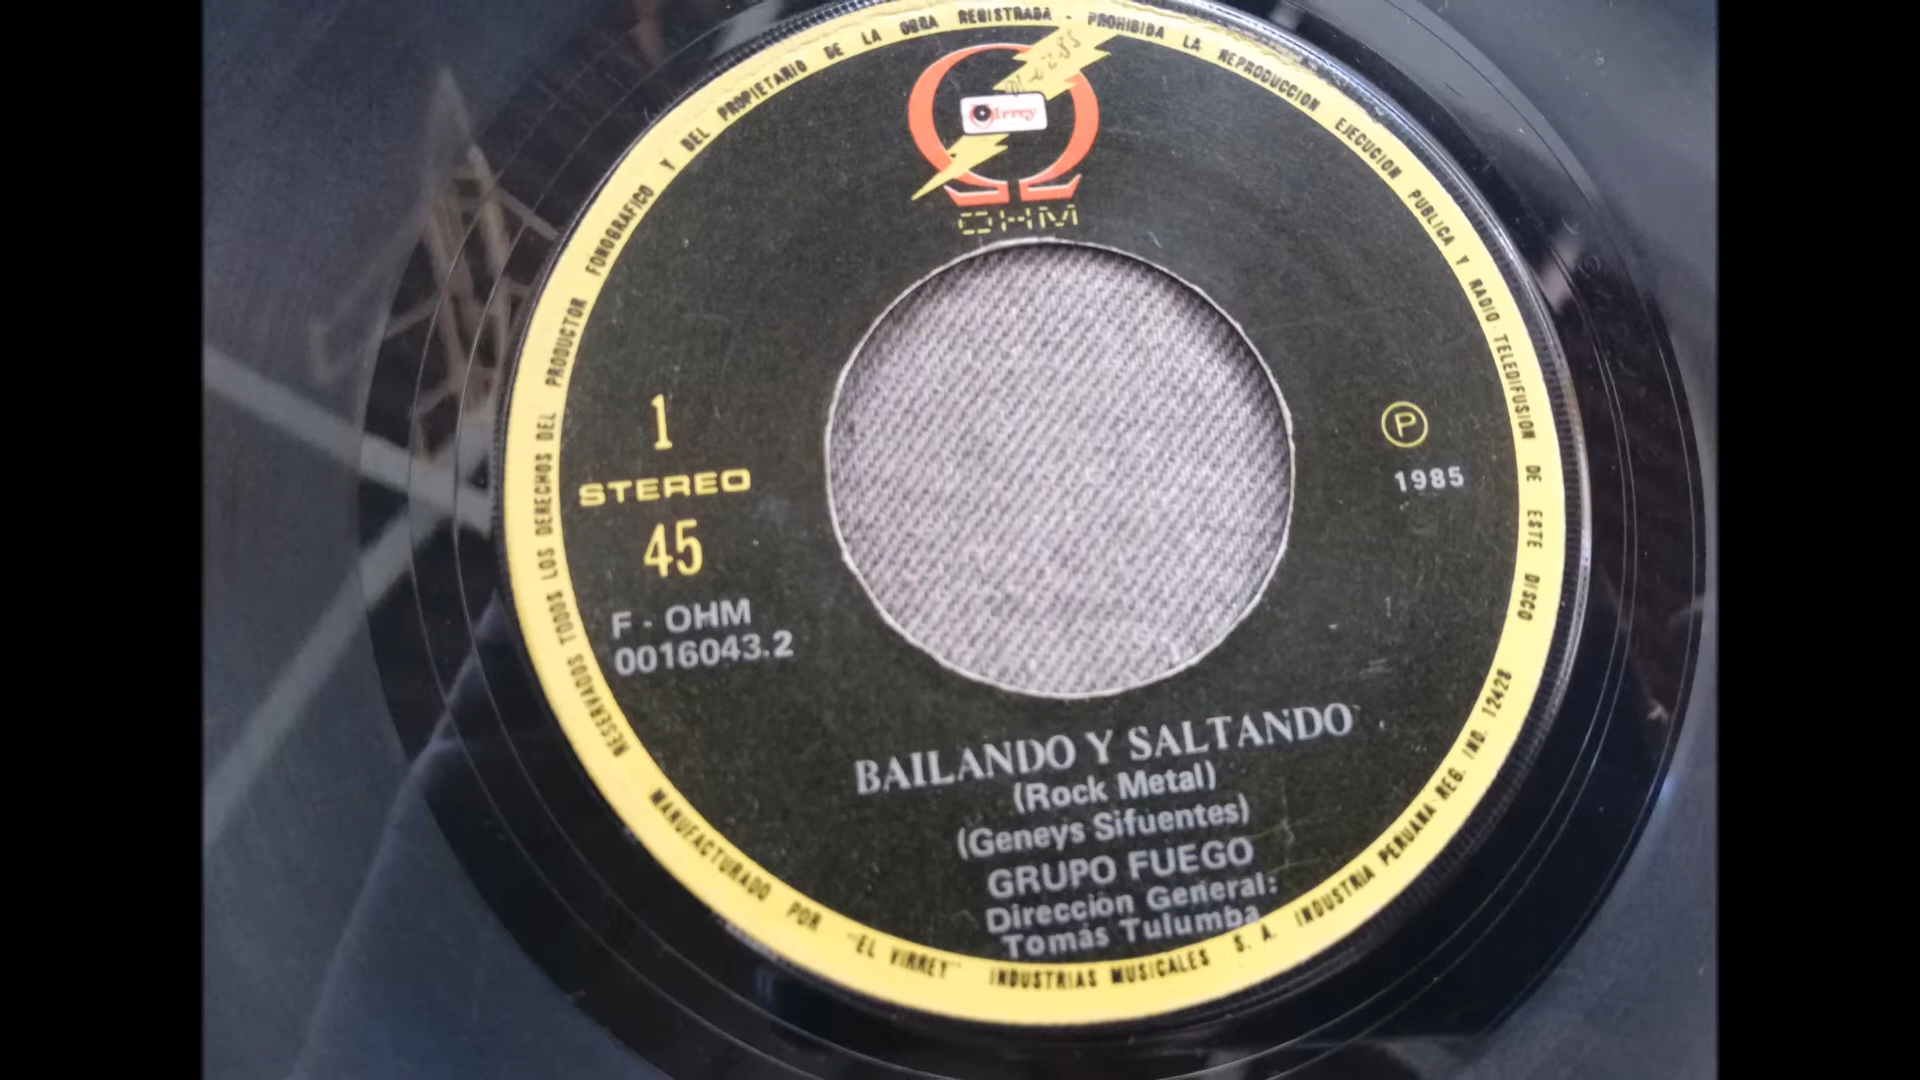 RESERVADOS TODOS LOS DERECHOS DEL PRODUCTOR FONOGRAFICO Y DEL PROPIETARIO DE LA OBRA REGISTRADA - PROHIBIDA LA REPRODUCCION EJECUCION PUBLICA Y RADIO-TELEDIFUSION DE ESTE DISCO
Virrey
OHM
1
STEREO
45
F - OHM
0016043.2
P
1985
BAILANDO Y SALTANDO
(Rock Metal)
(Geneys Sifuentes)
GRUPO FUEGO
Dirección General:
Tomás Tulumba
MANUFACTURADO POR "EL VIRREY" INDUSTRIAS MUSICALES S. A. INDUSTRIA PERUANA REG. IND. 12428